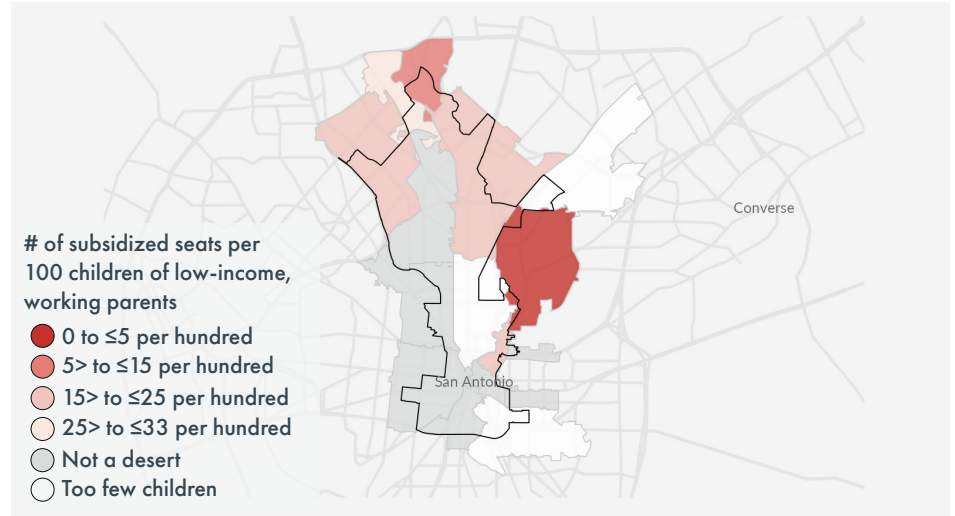 Converse
# of subsidized seats per
100 children of low-income,
working parents
0 to ≤5 per hundred
5> to ≤15 per hundred
15> to ≤25 per hundred
25> to ≤33 per hundred
Not a desert
Too few children
San Antonio